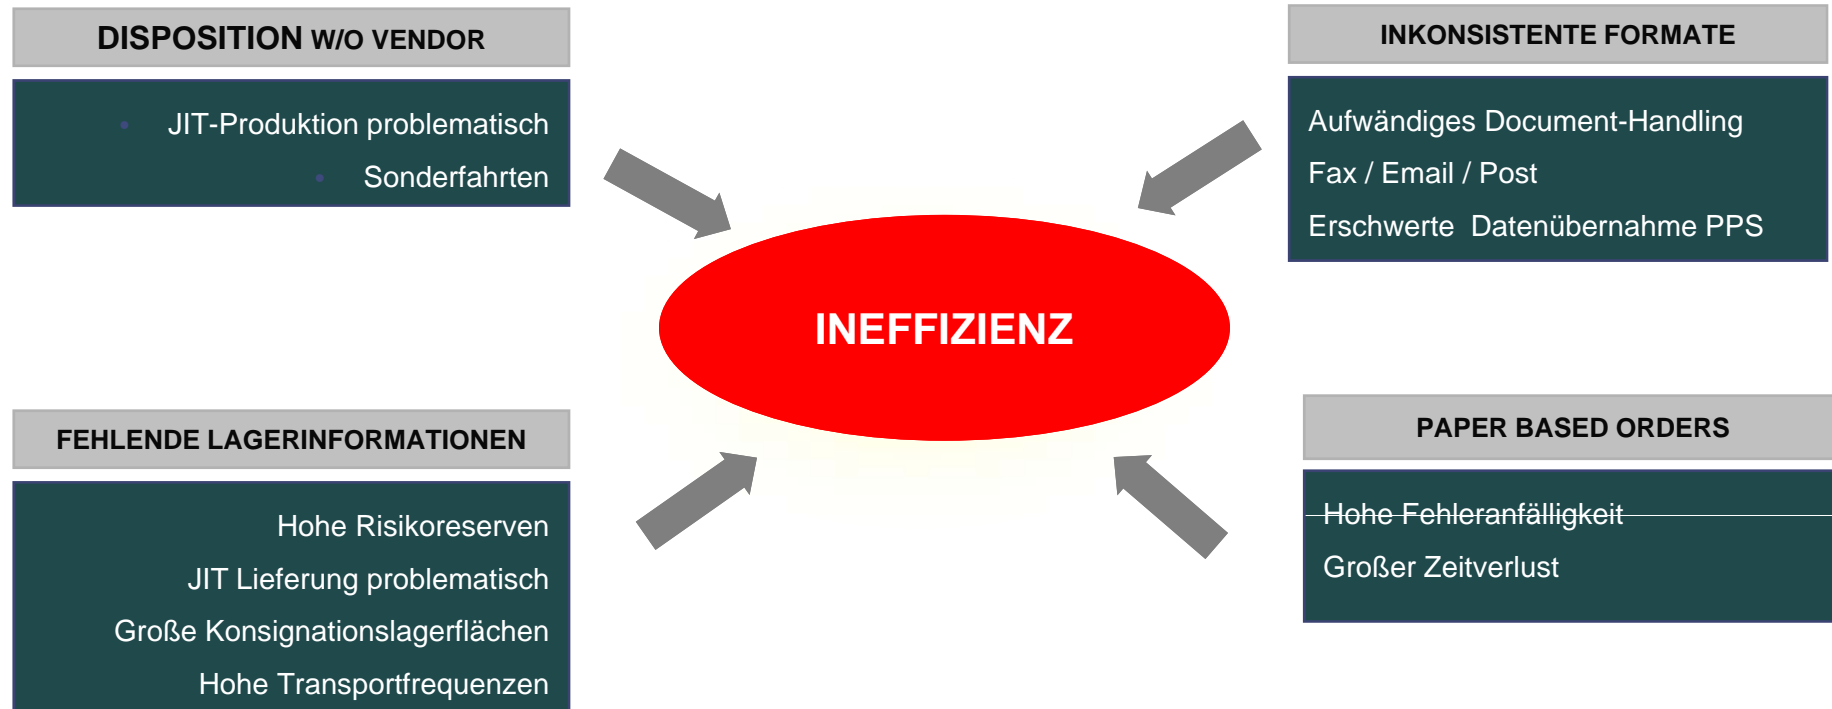 DISPOSITION W/O VENDOR
• JIT-Produktion problematisch
• Sonderfahrten
INKONSISTENTE FORMATE
Aufwändiges Document-Handling
Fax / Email / Post
Erschwerte Datenübernahme PPS
INEFFIZIENZ
FEHLENDE LAGERINFORMATIONEN
Hohe Risikoreserven
JIT Lieferung problematisch
Große Konsignationslagerflächen
Hohe Transportfrequenzen
PAPER BASED ORDERS
Hohe Fehleranfälligkeit
Großer Zeitverlust